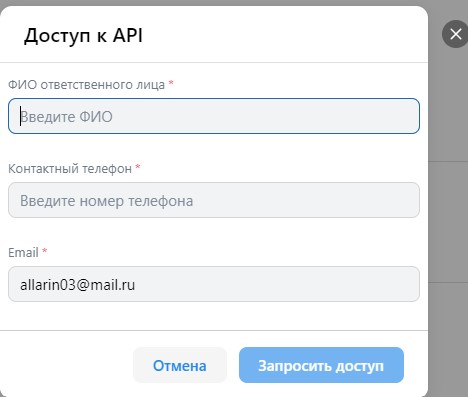 Доступ к API
ФИО ответственного лица *
Введите ФИО
Контактный телефон *
Введите номер телефона
Email *
allarin03@mail.ru
Отмена
Запросить доступ